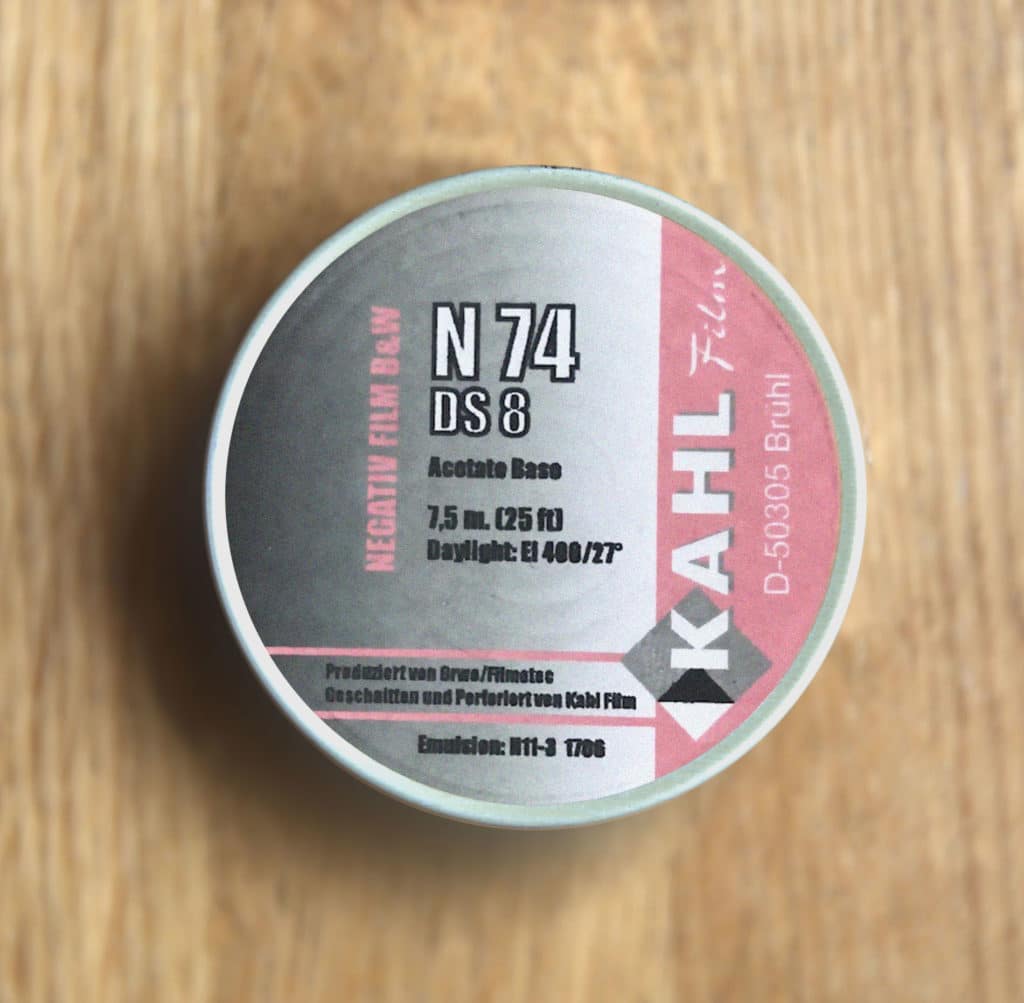 NEGATIV FILM B&W
N 74
DS 8
Acetate Base
7,5 m. (25 ft)
Daylight: EI 400/27°
Produziert von Orwo/Filmotec
Geschnitten und Perforiert von Kahl Film
Emulsion: N11-3 1706
KAHL Film
D-50305 Brühl